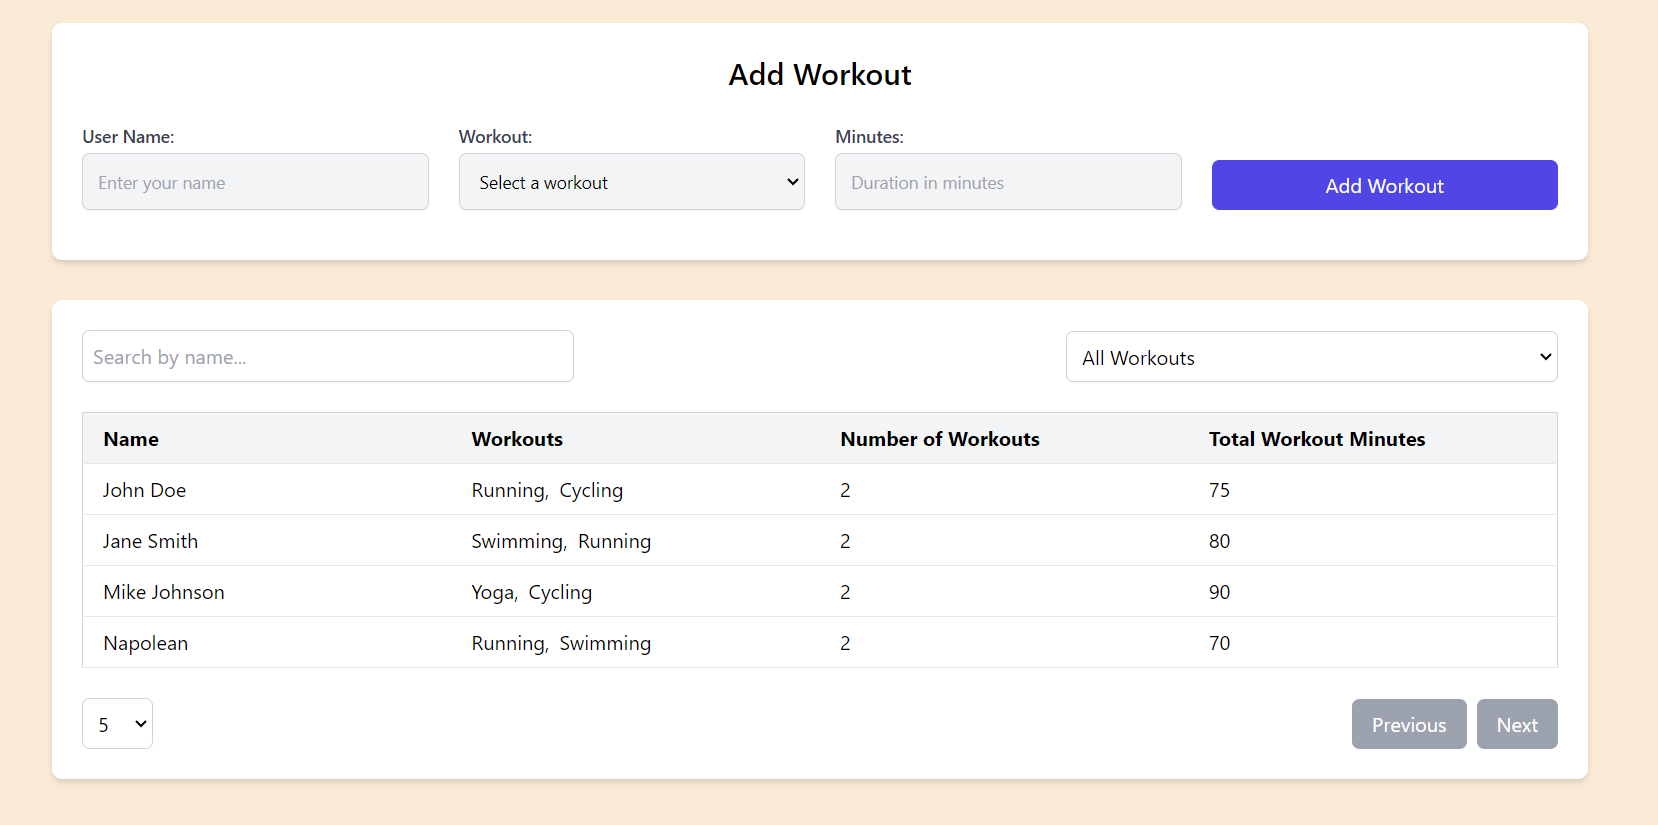 Add Workout
User Name: Workout: Minutes:
Enter your name Select a workout Duration in minutes Add Workout
Search by name... All Workouts
Name Workouts Number of Workouts Total Workout Minutes
John Doe Running, Cycling 2 75
Jane Smith Swimming, Running 2 80
Mike Johnson Yoga, Cycling 2 90
Napolean Running, Swimming 2 70
5 Previous Next